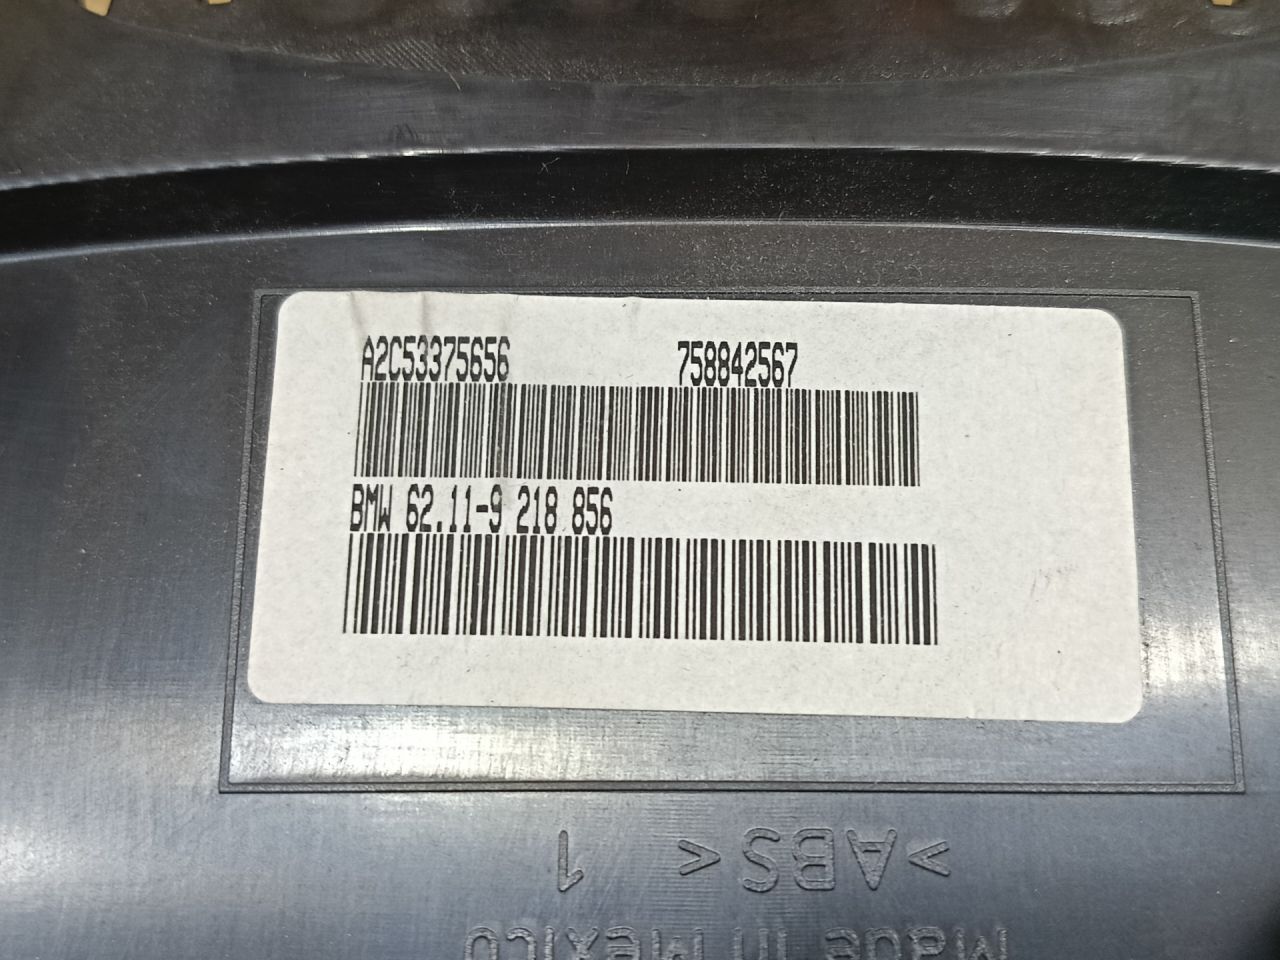 A2C53375656 758842567
BMW 62.11-9 218 856
>ABS< 1
Made in Mexico